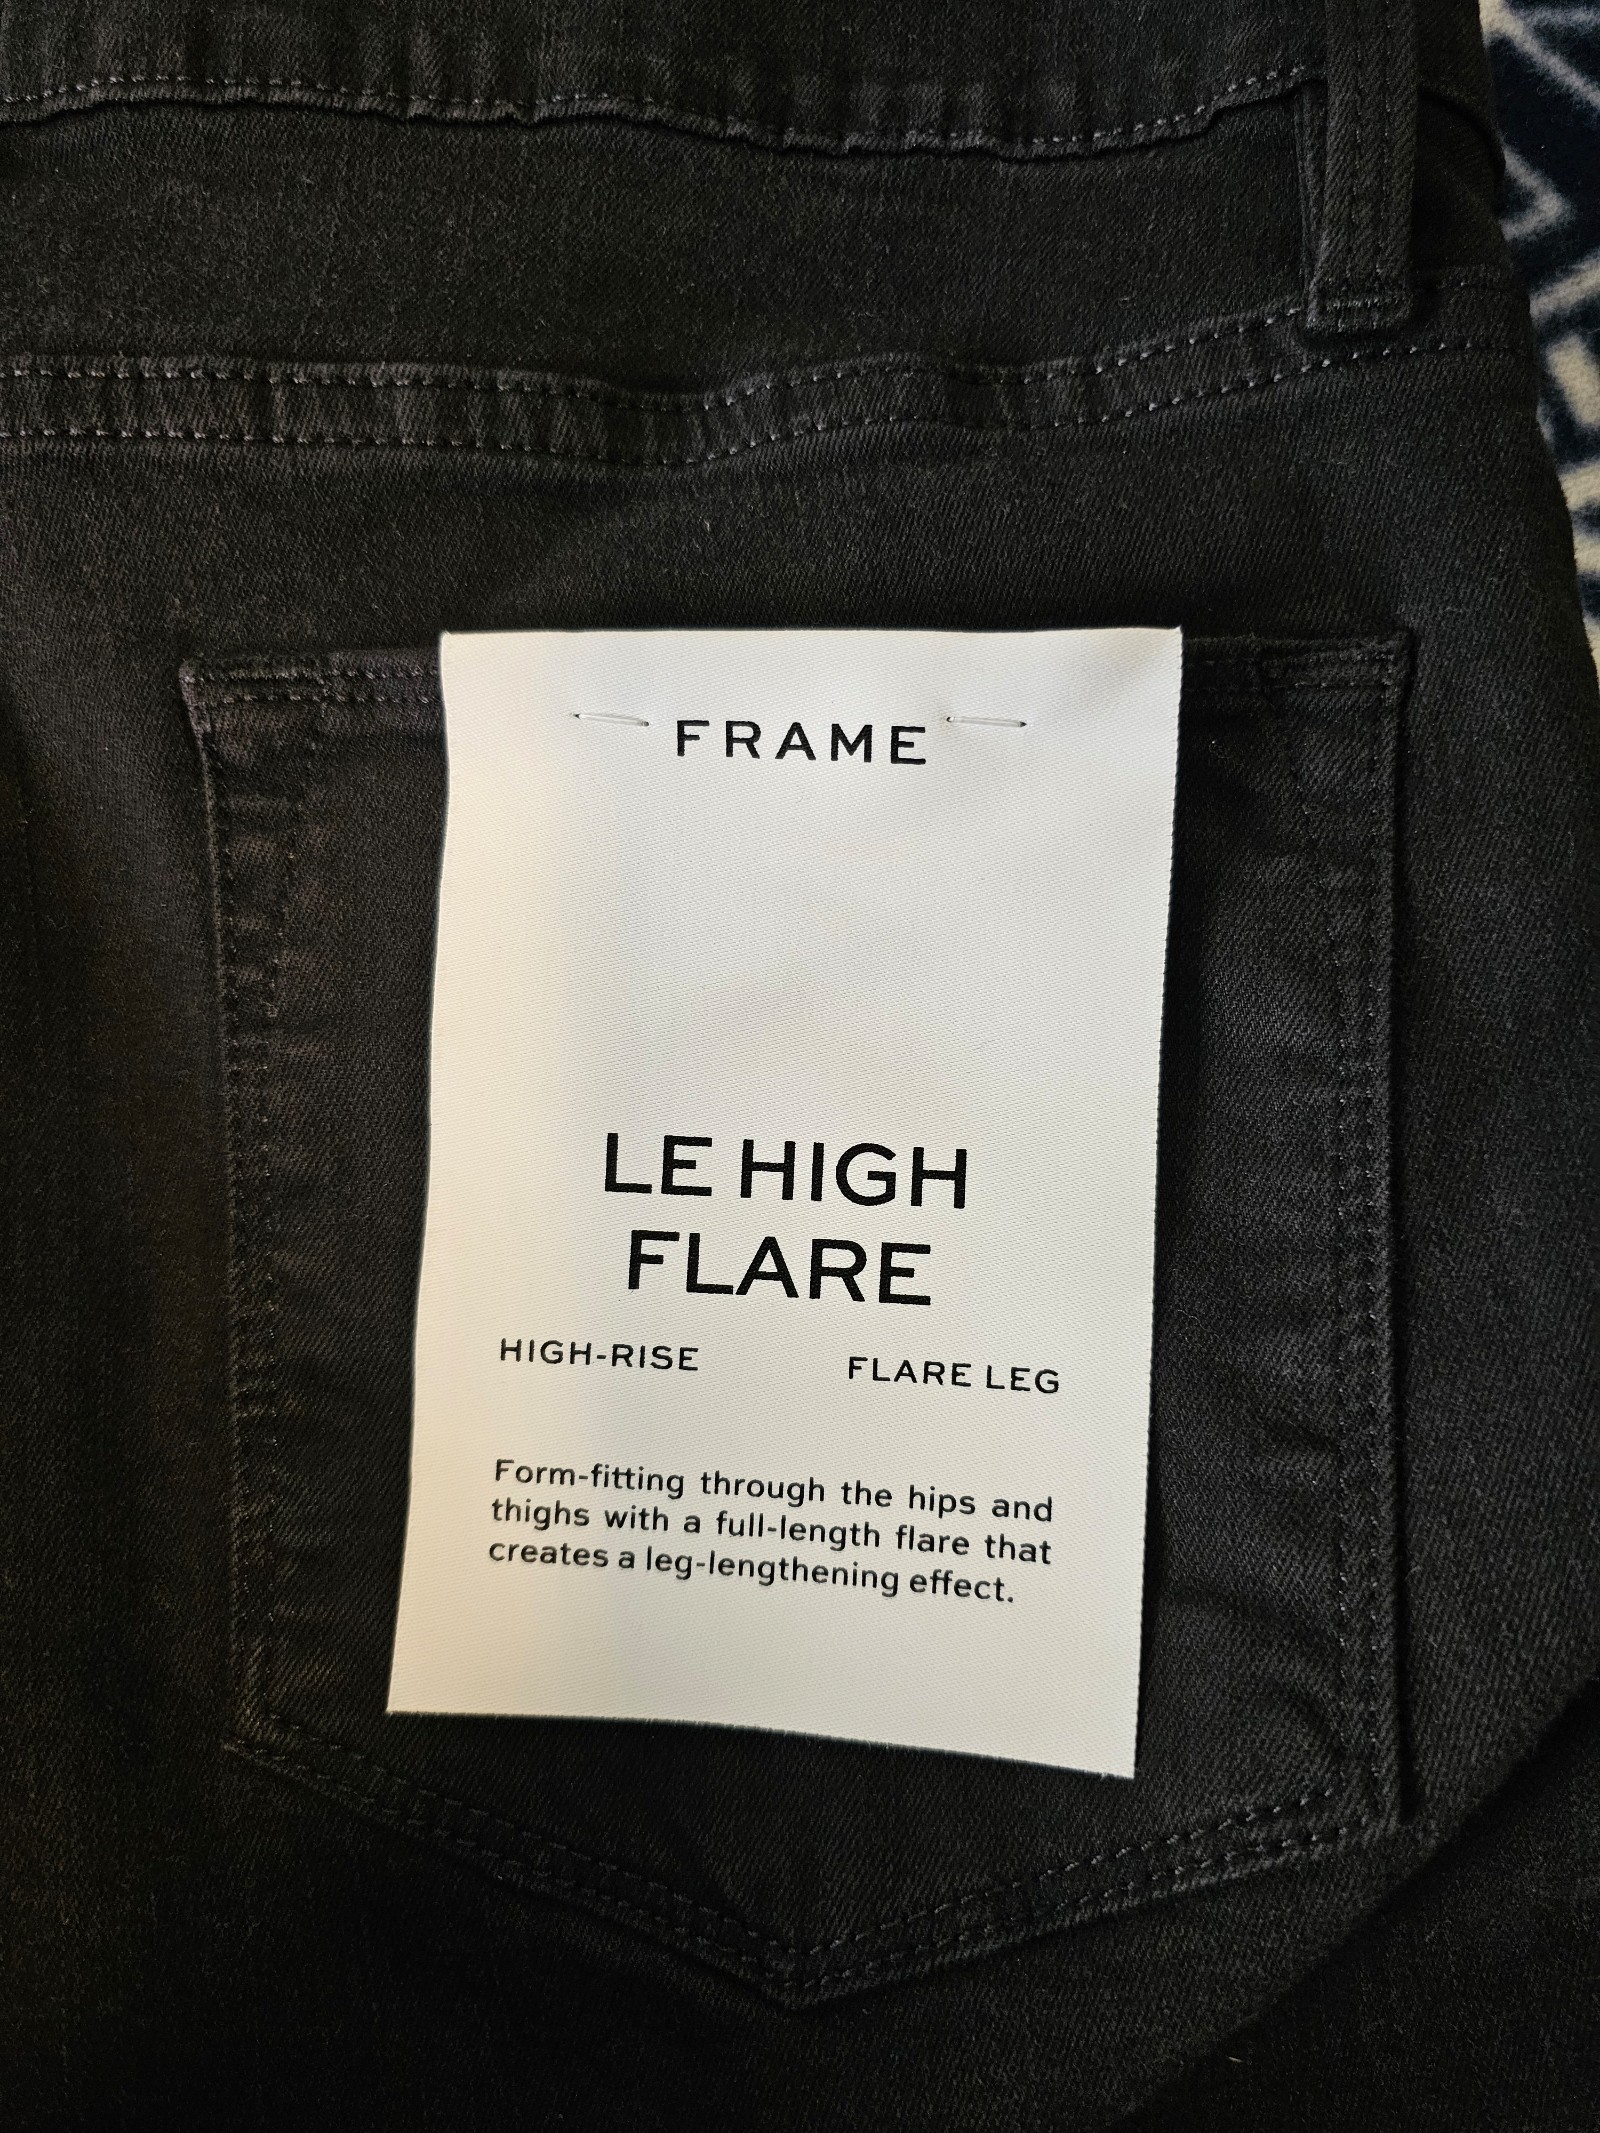 FRAME
LE HIGH
FLARE
HIGH-RISE FLARE LEG
Form-fitting through the hips and
thighs with a full-length flare that
creates a leg-lengthening effect.